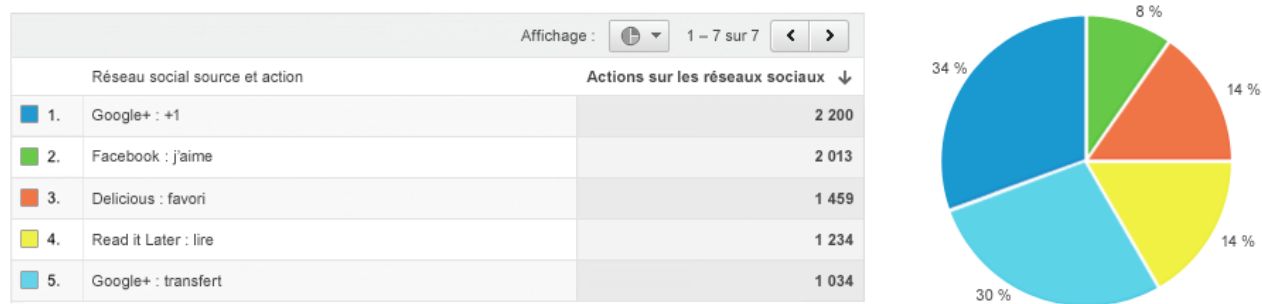 Affichage : 1 – 7 sur 7
Réseau social source et action Actions sur les réseaux sociaux
1. Google+ : +1 2 200
2. Facebook : j'aime 2 013
3. Delicious : favori 1 459
4. Read it Later : lire 1 234
5. Google+ : transfert 1 034
8 %
34 %
14 %
14 %
30 %